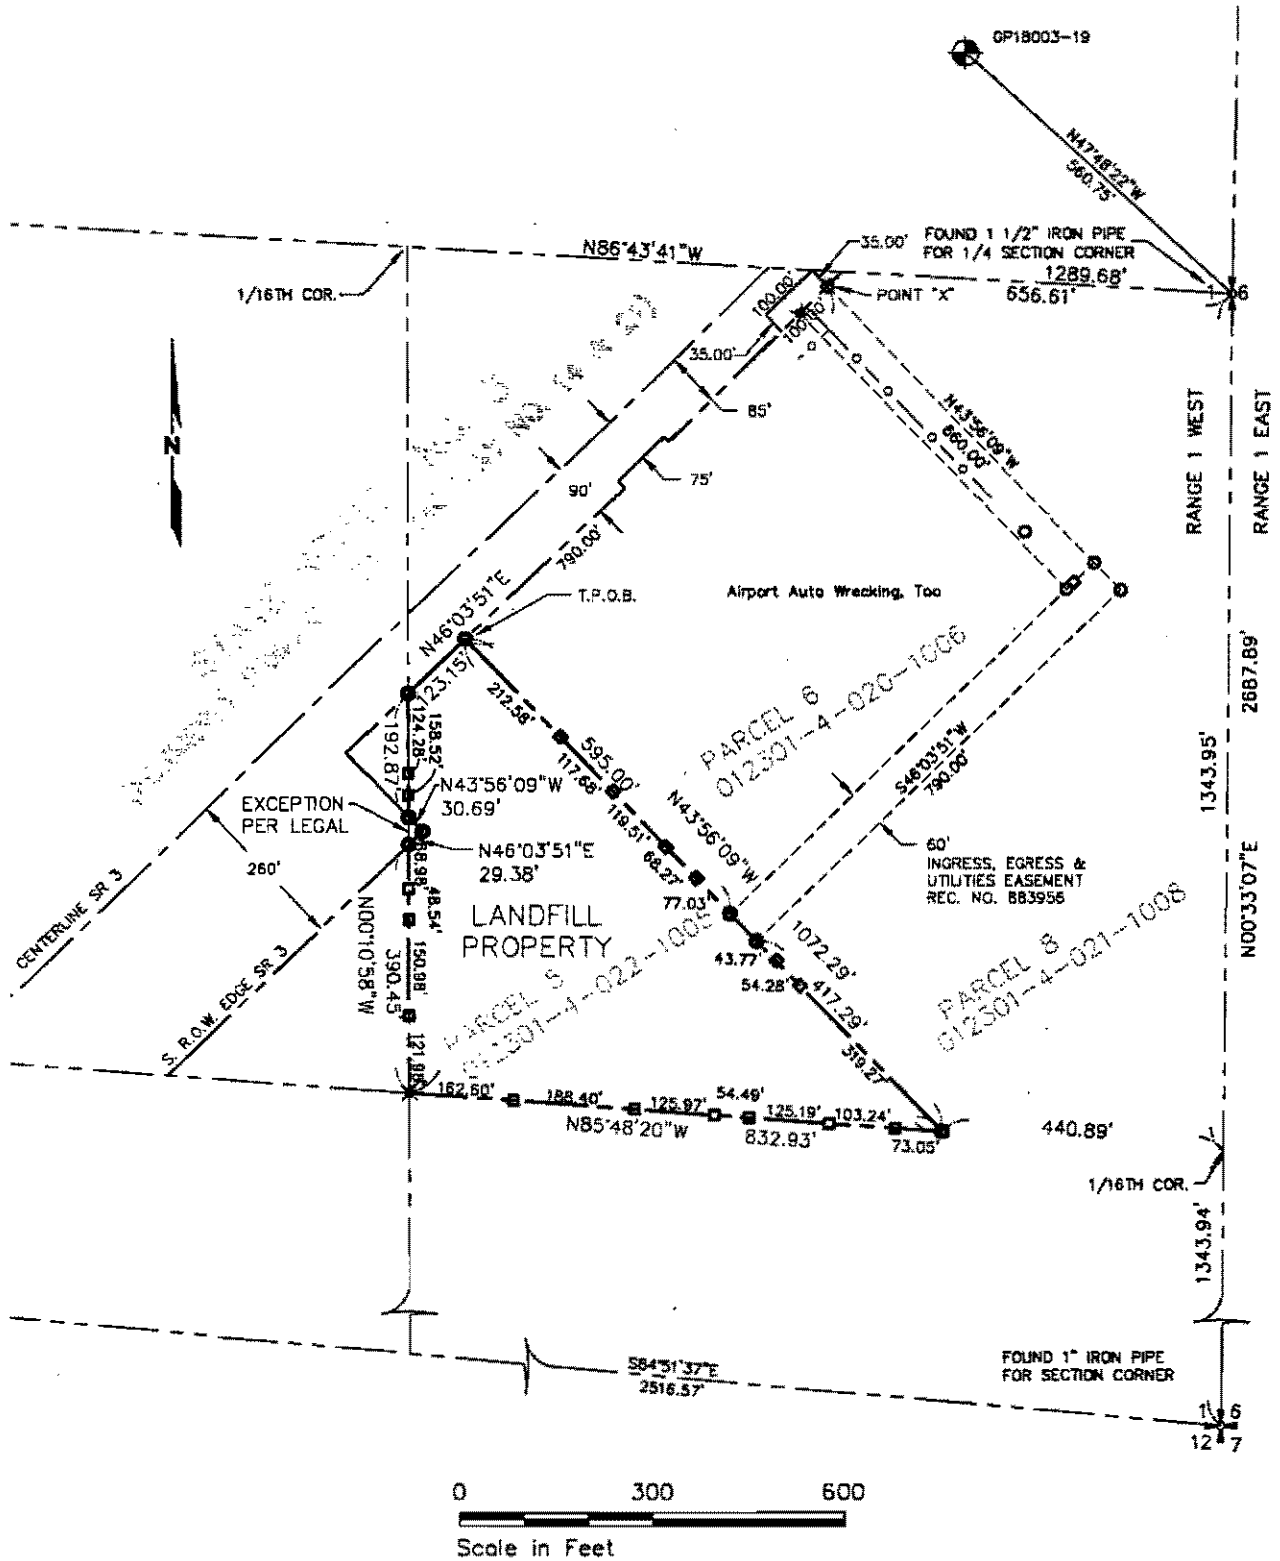 GP18003-19
N47°48'22"W
560.75'
N86°43'41"W
35.00'
FOUND 1 1/2" IRON PIPE
FOR 1/4 SECTION CORNER
1289.68'
1/16TH COR.
100.00'
POINT "X"
656.61'
1 6
100.00'
35.00'
85'
N43°56'09"W
660.00'
RANGE 1 WEST
RANGE 1 EAST
75'
90'
790.00'
T.P.O.B.
Airport Auto Wrecking, Too
N46°03'51"E
123.15'
212.58'
PARCEL 6
012301-4-020-1006
2687.89'
158.52'
124.28'
192.87'
595.00'
117.68'
S46°03'51"W
790.00'
1343.95'
N43°56'09"W
30.69'
EXCEPTION
PER LEGAL
119.51'
N43°56'09"W
N46°03'51"E
29.38'
68.27'
60'
INGRESS, EGRESS &
UTILITIES EASEMENT
REC. NO. 883956
260'
68.98'
48.54'
77.03'
CENTERLINE SR 3
LANDFILL
PROPERTY
N00°33'07"E
S. R.O.W. EDGE SR 3
N00°10'58"W
390.45
150.98'
43.77'
1072.29'
54.28'
417.29'
PARCEL 8
012301-4-021-1008
PARCEL 5
012301-4-022-1005
319.27'
121.95'
162.60'
188.40'
125.97'
54.49'
125.19'
103.24'
N85°48'20"W
832.93'
73.05'
440.89'
1/16TH COR.
1343.94'
S84°51'37"E
2516.57'
FOUND 1" IRON PIPE
FOR SECTION CORNER
1 6
12 7
N
0 300 600
Scale in Feet